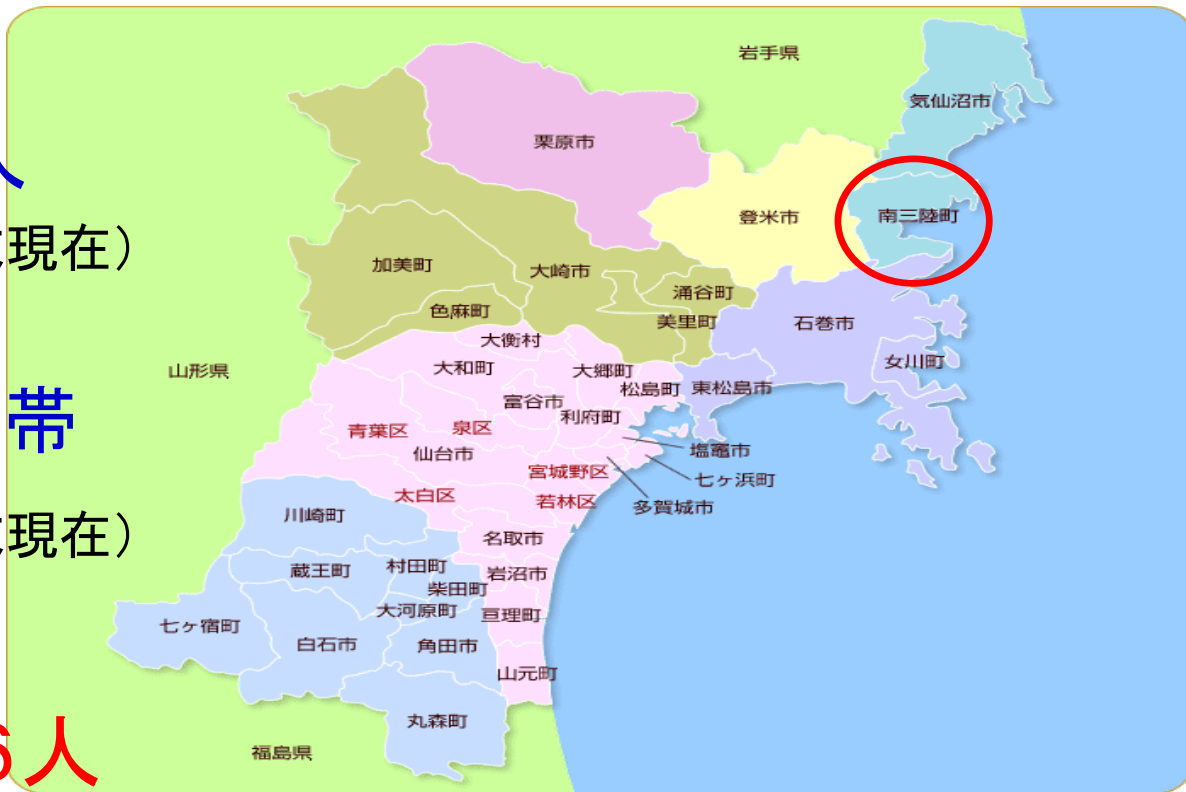 岩手県
気仙沼市
栗原市
人
登米市
南三陸町
現在）
加美町
大崎市
涌谷町
色麻町
美里町
石巻市
大衡村
女川町
山形県
大和町
大郷町
松島町
東松島市
富谷市
利府町
帯
青葉区
泉区
仙台市
塩竈市
宮城野区
七ヶ浜町
太白区
若林区
多賀城市
川崎町
現在）
名取市
蔵王町
村田町
岩沼市
柴田町
大河原町
亘理町
七ヶ宿町
白石市
角田市
山元町
丸森町
6人
福島県